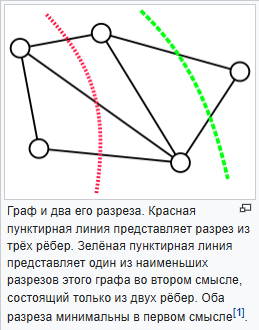 Граф и два его разреза. Красная
пунктирная линия представляет разрез из
трёх рёбер. Зелёная пунктирная линия
представляет один из наименьших
разрезов этого графа во втором смысле,
состоящий только из двух рёбер. Оба
разреза минимальны в первом смысле[1].